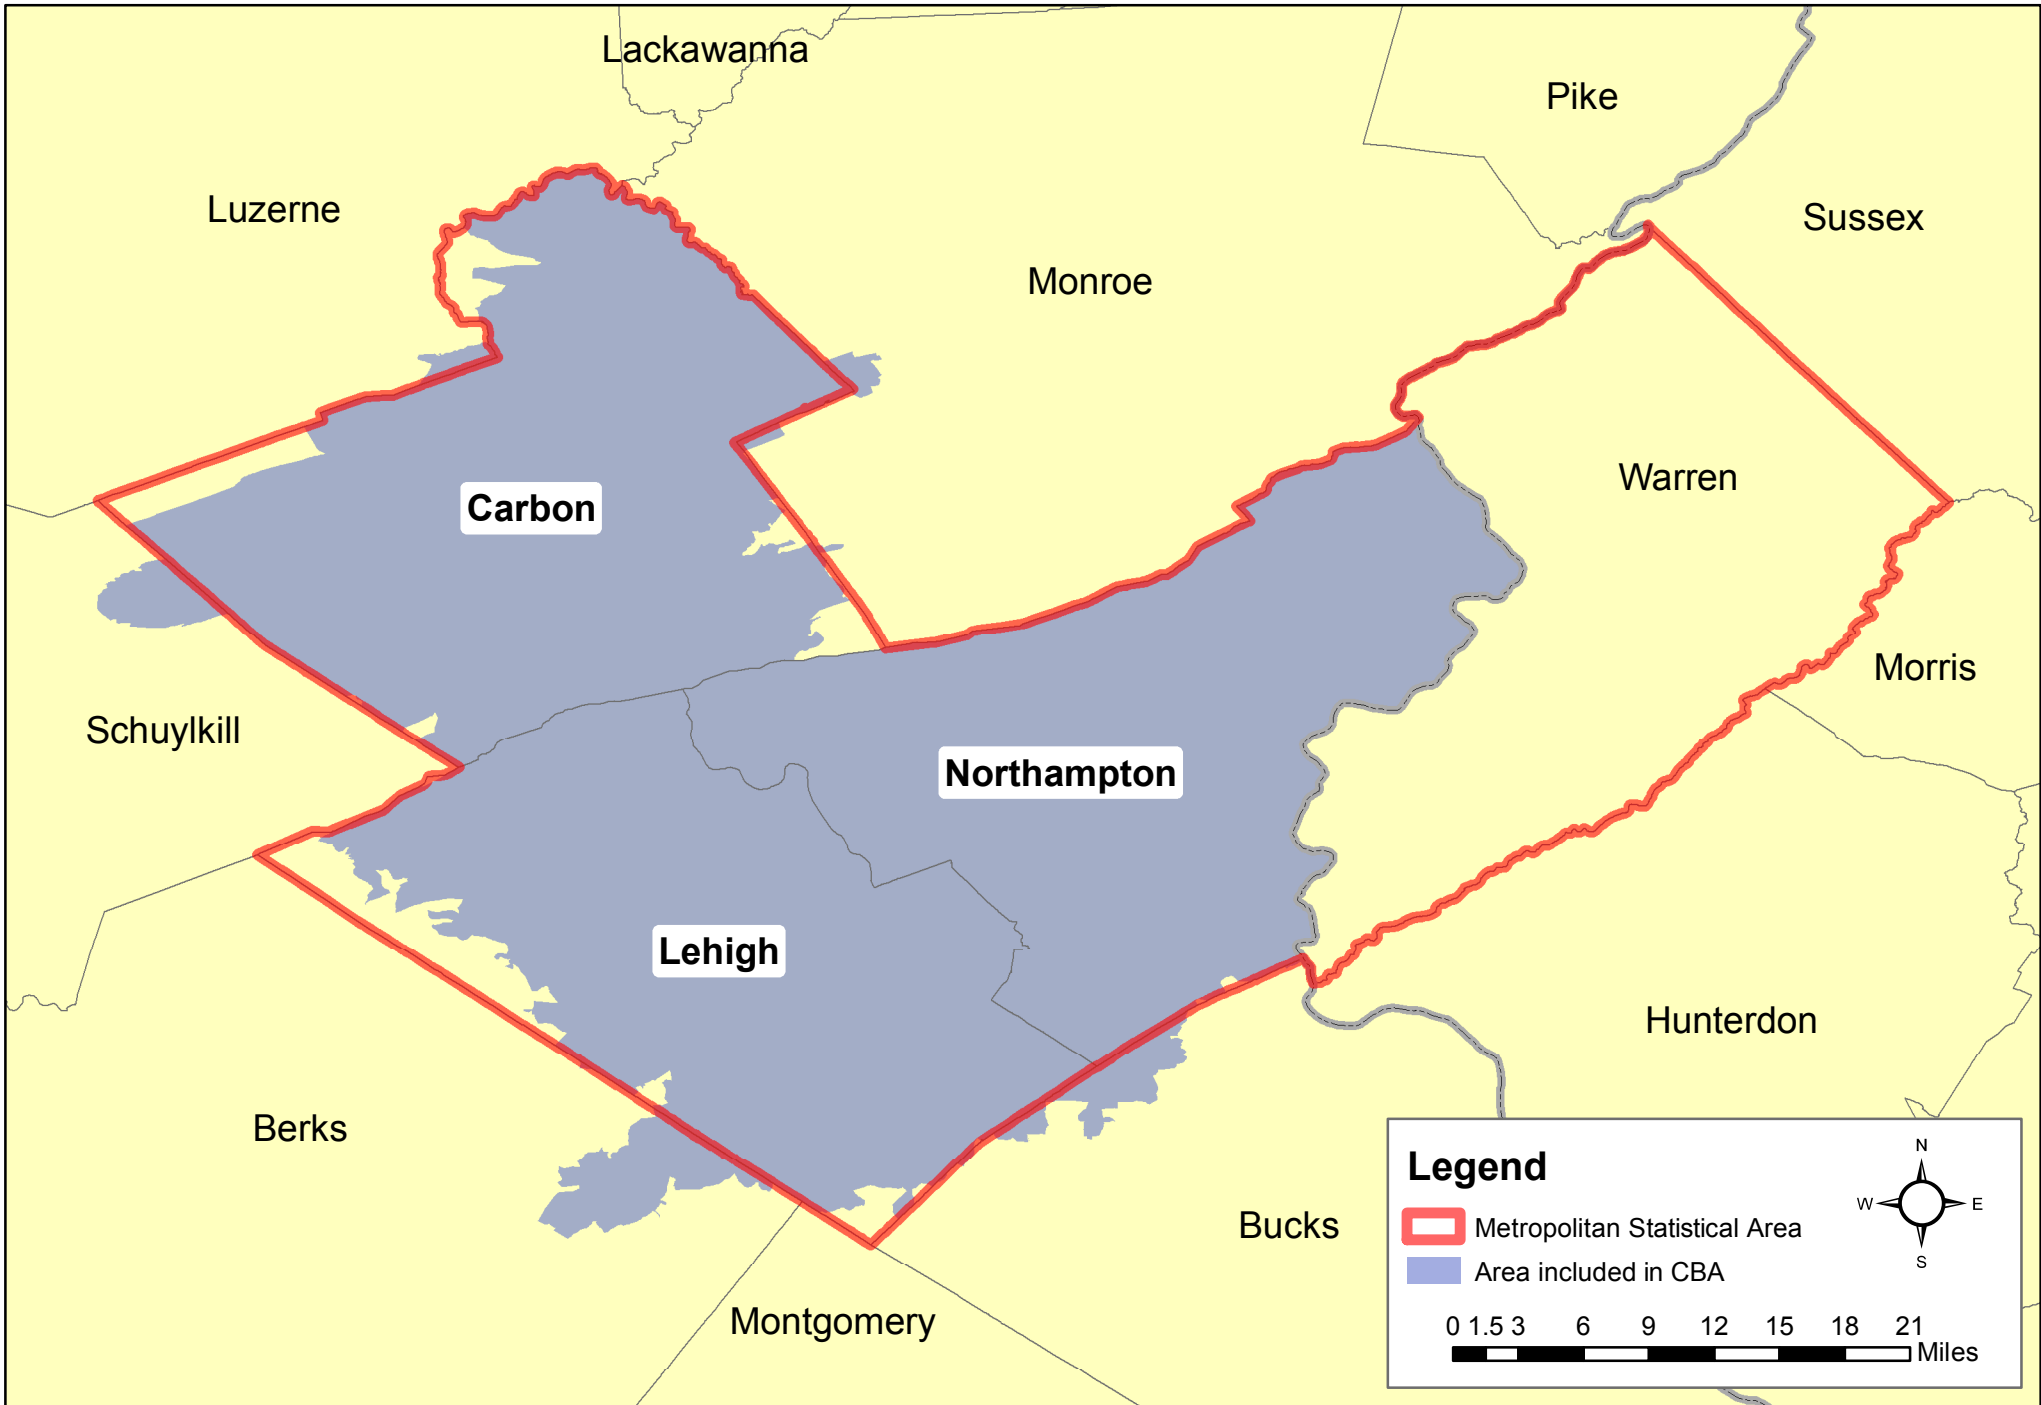 Lackawanna
Pike
Luzerne
Sussex
Monroe
Warren
Carbon
Morris
Schuylkill
Northampton
Lehigh
Hunterdon
Berks
Bucks
Montgomery
Legend
Metropolitan Statistical Area
Area included in CBA
N
W E
S
0 1.5 3 6 9 12 15 18 21
Miles